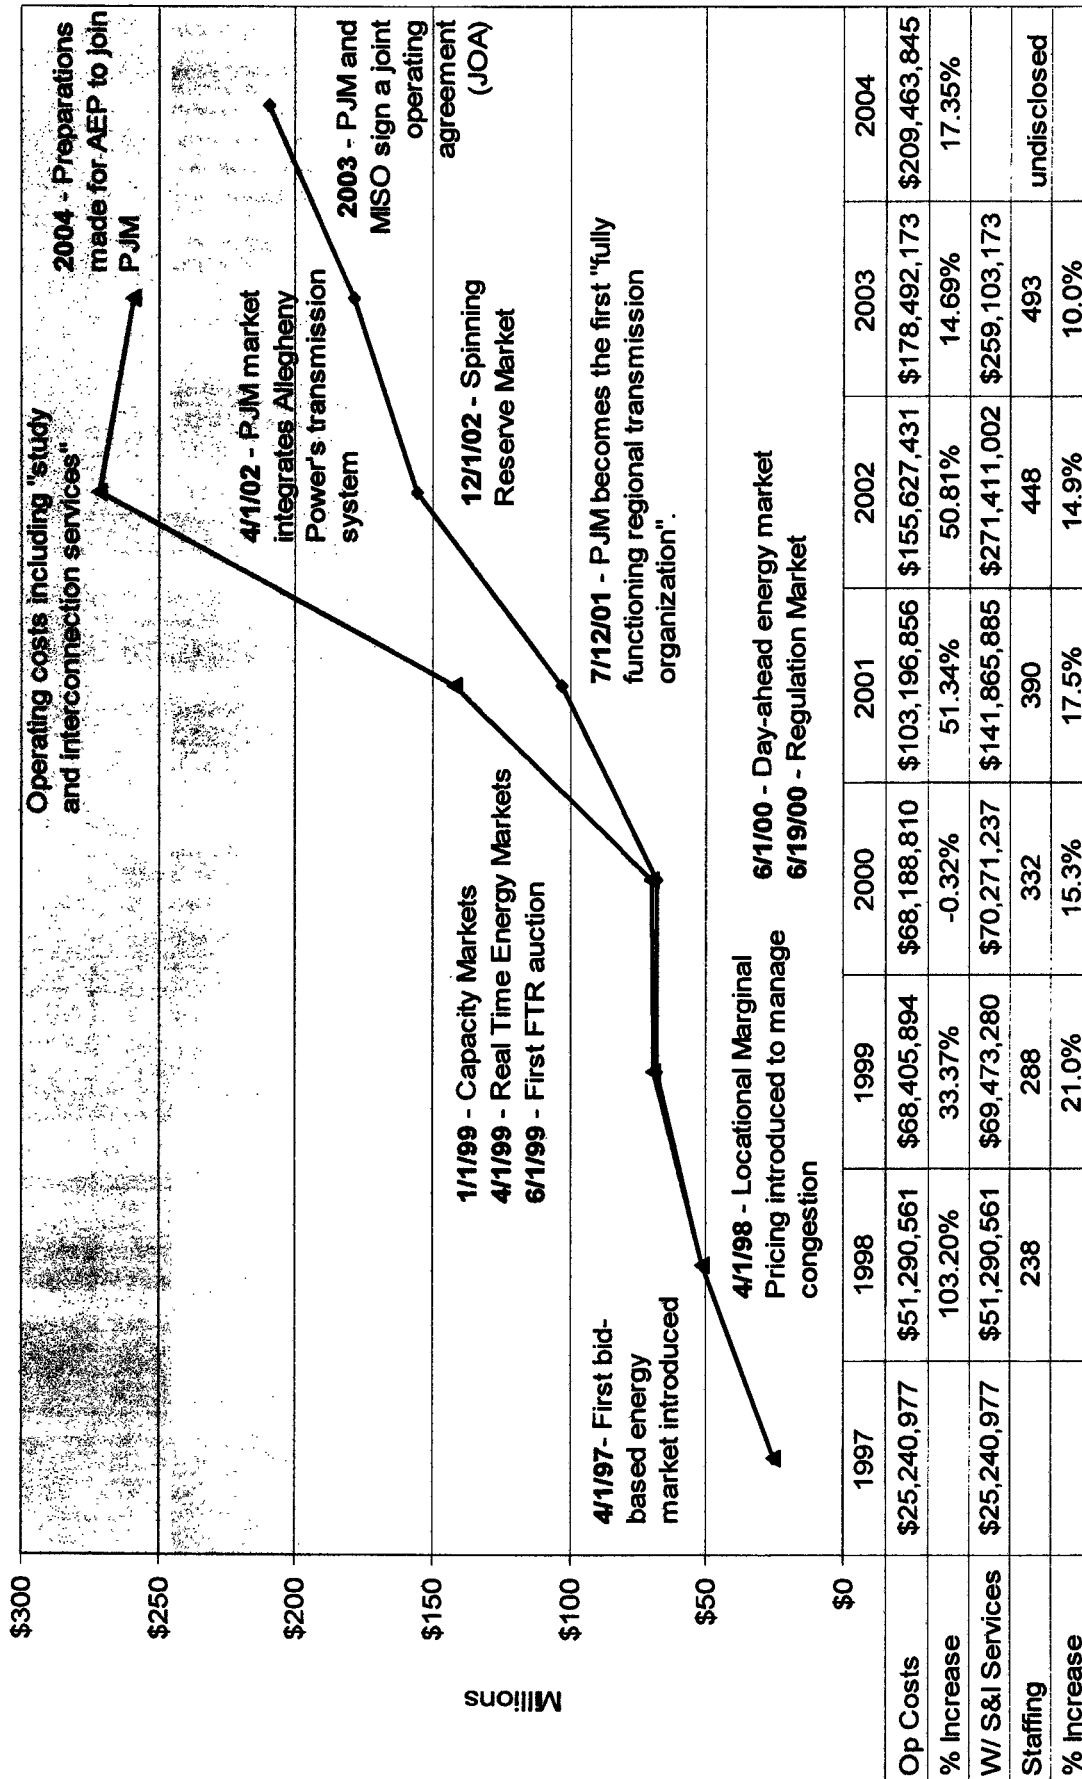 $300
$250
$200
$150
$100
$50
$0
Millions
Operating costs including "study
and interconnection services"
2004 - Preparations
made for AEP to join
PJM
4/1/02 - PJM market
integrates Allegheny
Power's transmission
system
2003 - PJM and
MISO sign a joint
operating
agreement
(JOA)
12/1/02 - Spinning
Reserve Market
1/1/99 - Capacity Markets
4/1/99 - Real Time Energy Markets
6/1/99 - First FTR auction
7/12/01 - PJM becomes the first "fully
functioning regional transmission
organization".
4/1/97- First bid-
based energy
market introduced
4/1/98 - Locational Marginal
Pricing introduced to manage
congestion
6/1/00 - Day-ahead energy market
6/19/00 - Regulation Market
1997 1998 1999 2000 2001 2002 2003 2004
Op Costs $25,240,977 $51,290,561 $68,405,894 $68,188,810 $103,196,856 $155,627,431 $178,492,173 $209,463,845
% Increase 103.20% 33.37% -0.32% 51.34% 50.81% 14.69% 17.35%
W/ S&I Services $25,240,977 $51,290,561 $69,473,280 $70,271,237 $141,865,885 $271,411,002 $259,103,173
Staffing 238 288 332 390 448 493 undisclosed
% Increase 21.0% 15.3% 17.5% 14.9% 10.0%